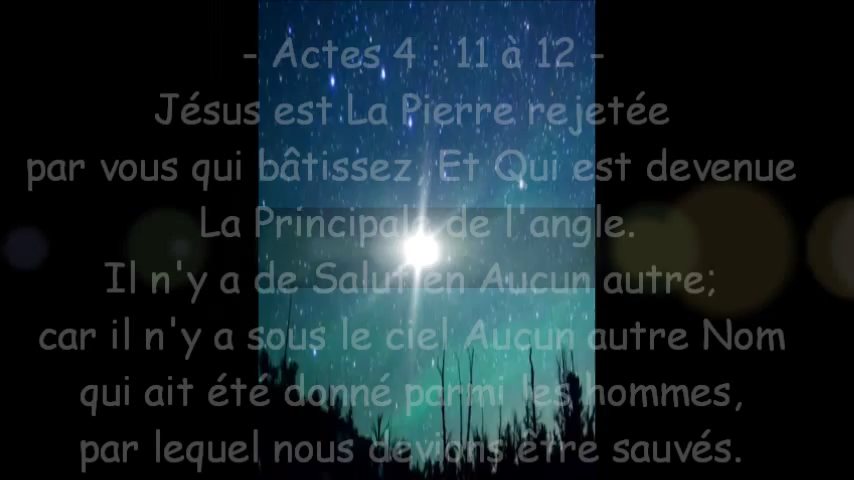 - Actes 4 : 11 à 12 -
Jésus est La Pierre rejetée
par vous qui bâtissez, Et Qui est devenue
La Principale de l'angle.
Il n'y a de Salut en Aucun autre;
car il n'y a sous le ciel Aucun autre Nom
qui ait été donné parmi les hommes,
par lequel nous devions être sauvés.